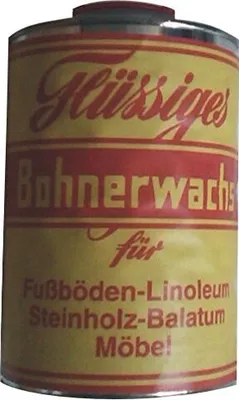 Flüssiges
Bohnerwachs
für
Fußböden-Linoleum
Steinholz-Balatum
Möbel